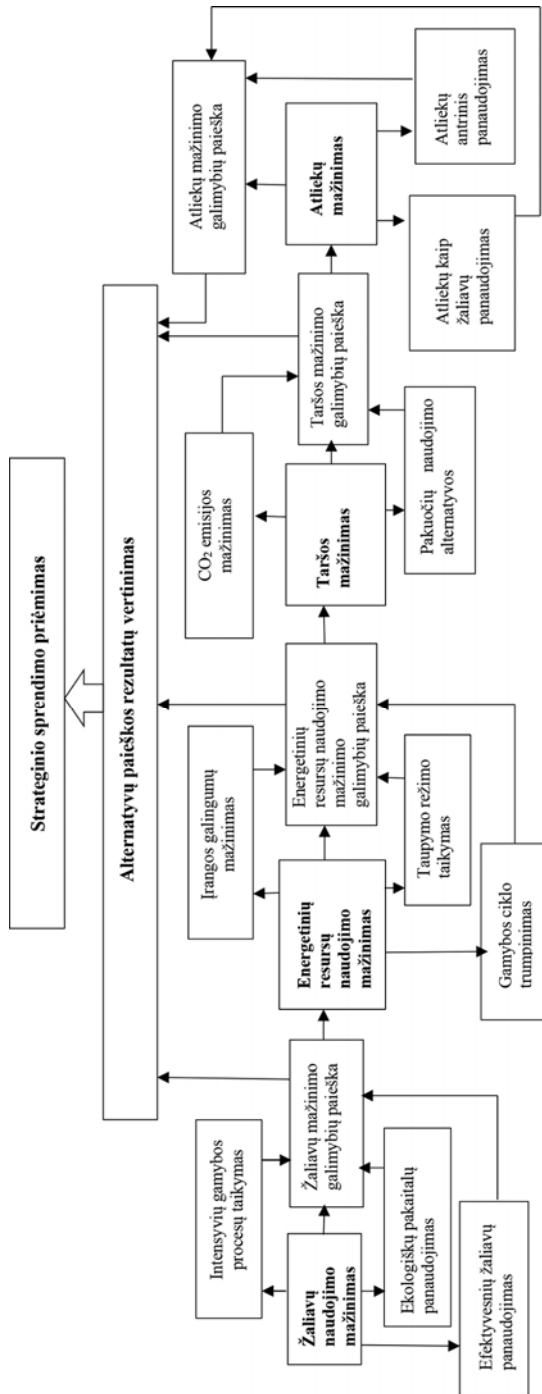 Strateginio sprendimo priėmimas
Alternatyvų paieškos rezultatų vertinimas
Intensyvių gamybos
procesų taikymas
Žaliavų
naudojimo
mažinimas
Žaliavų mažinimo
galimybių paieška
Ekologiškų pakaitalų
panaudojimas
Efektyvesnių žaliavų
panaudojimas
Įrangos galingumų
mažinimas
Energetinių
resursų
naudojimo
mažinimas
Energetinių
resursų naudojimo
mažinimo
galimybių paieška
Taupymo režimo
taikymas
Gamybos ciklo
trumpinimas
CO₂ emisijos
mažinimas
Taršos
mažinimas
Taršos mažinimo
galimybių paieška
Pakuočių naudojimo
alternatyvos
Atliekų mažinimo
galimybių paieška
Atliekų
mažinimas
Atliekų kaip
žaliavų
panaudojimas
Atliekų
antrinis
panaudojimas